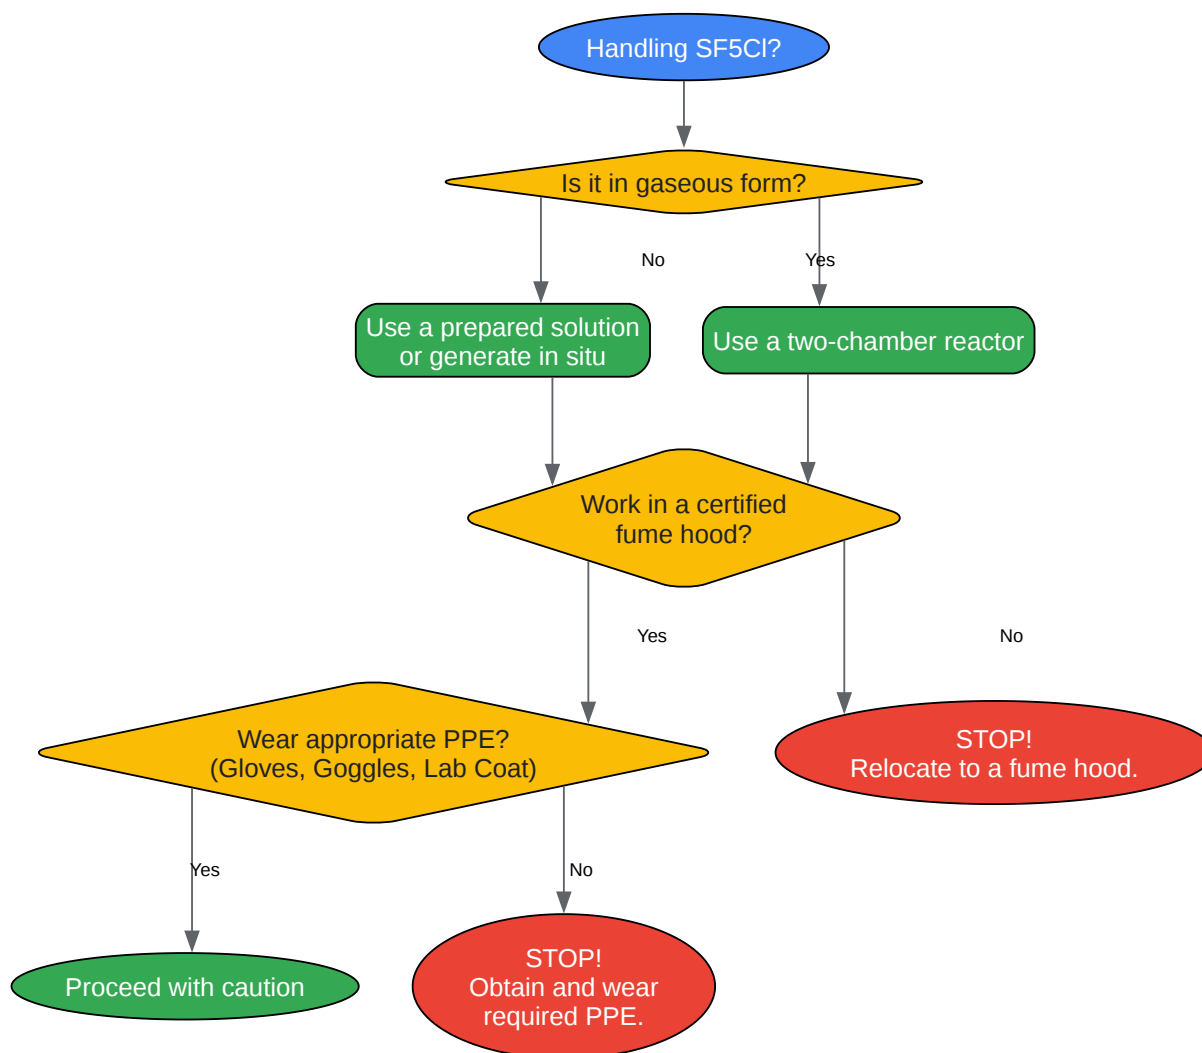 Handling SF5Cl?
Is it in gaseous form?
No
Yes
Use a prepared solution
or generate in situ
Use a two-chamber reactor
Work in a certified
fume hood?
Yes
No
Wear appropriate PPE?
(Gloves, Goggles, Lab Coat)
STOP!
Relocate to a fume hood.
Yes
No
Proceed with caution
STOP!
Obtain and wear
required PPE.